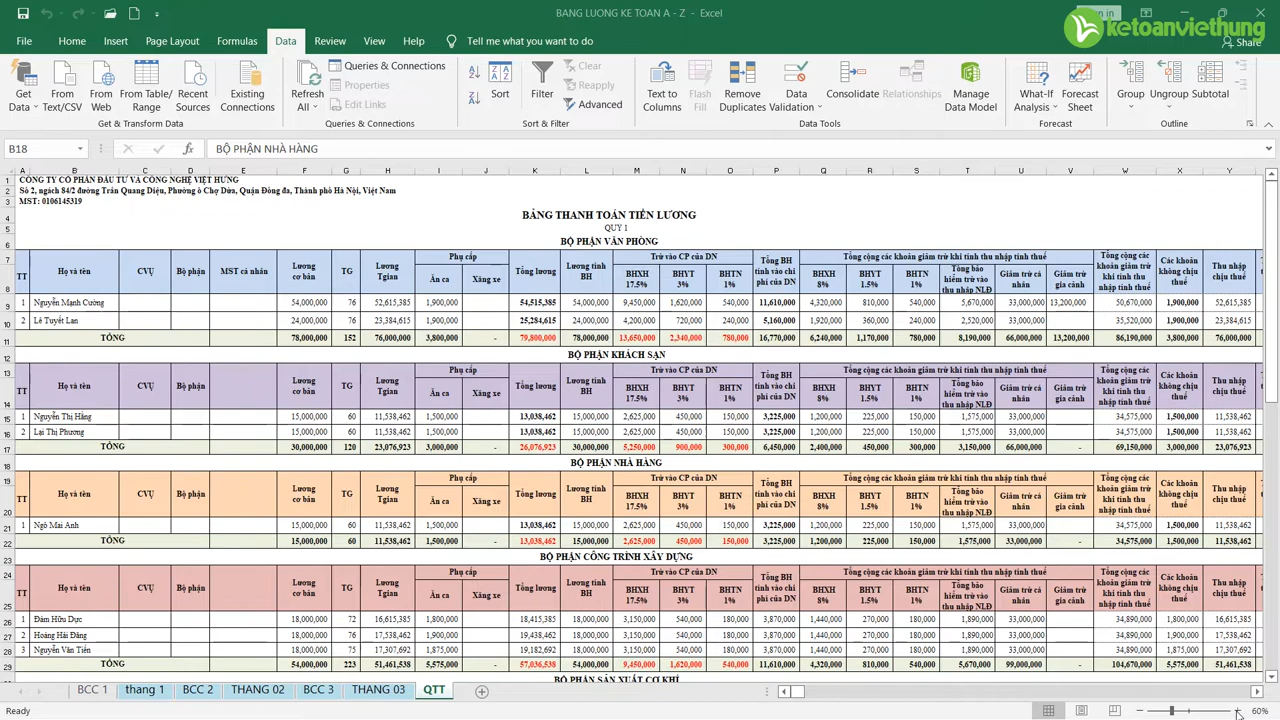 BANG LUONG KE TOAN A - Z - Excel
Sign in
ketoanviethung
File Home Insert Page Layout Formulas Data Review View Help Tell me what you want to do Share
Get Data From Text/CSV From Web From Table/Range Recent Sources Existing Connections
Refresh All Queries & Connections Properties Edit Links
Sort Filter Clear Reapply Advanced
Text to Columns Flash Fill Remove Duplicates Data Validation Consolidate Relationships Manage Data Model
What-If Analysis Forecast Sheet Group Ungroup Subtotal
Get & Transform Data Queries & Connections Sort & Filter Data Tools Forecast Outline
B18 fx BỘ PHẬN NHÀ HÀNG
A B C D E F G H I J K L M N O P Q R S T U V W X Y
1 CÔNG TY CỔ PHẦN ĐẦU TƯ VÀ CÔNG NGHỆ VIỆT HƯNG
2 Số 2, ngách 84/2 đường Trần Quang Diệu, Phường ô Chợ Dừa, Quận Đống đa, Thành phố Hà Nội, Việt Nam
3 MST: 0106145319
4 BẢNG THANH TOÁN TIỀN LƯƠNG
5 QUY 1
6 BỘ PHẬN VĂN PHÒNG
7 TT Họ và tên CVỤ Bộ phận MST cá nhân Lương cơ bản TG Lương Tgian Phụ cấp Tổng lương Lương tính BH Trừ vào CP của DN Tổng BH tính vào chi phí của DN Tổng cộng các khoản giảm trừ khi tính thu nhập tính thuế Tổng cộng các khoản giảm trừ khi tính thu nhập tính thuế Các khoản không chịu thuế Thu nhập chịu thuế
8 Ăn ca Xăng xe BHXH 17.5% BHYT 3% BHTN 1% BHXH 8% BHYT 1.5% BHTN 1% Tổng bảo hiểm trừ vào thu nhập NLĐ Giảm trừ cá nhân Giảm trừ gia cảnh
9 1 Nguyễn Mạnh Cường 54,000,000 76 52,615,385 1,900,000 54,515,385 54,000,000 9,450,000 1,620,000 540,000 11,610,000 4,320,000 810,000 540,000 5,670,000 33,000,000 13,200,000 50,670,000 1,900,000 52,615,385
10 2 Lê Tuyết Lan 24,000,000 76 23,384,615 1,900,000 25,284,615 24,000,000 4,200,000 720,000 240,000 5,160,000 1,920,000 360,000 240,000 2,520,000 33,000,000 35,520,000 1,900,000 23,384,615
11 TỔNG 78,000,000 152 76,000,000 3,800,000 - 79,800,000 78,000,000 13,650,000 2,340,000 780,000 16,770,000 6,240,000 1,170,000 780,000 8,190,000 66,000,000 13,200,000 86,190,000 3,800,000 76,000,000
12 BỘ PHẬN KHÁCH SẠN
13 TT Họ và tên CVỤ Bộ phận MST cá nhân Lương cơ bản TG Lương Tgian Phụ cấp Tổng lương Lương tính BH Trừ vào CP của DN Tổng BH tính vào chi phí của DN Tổng cộng các khoản giảm trừ khi tính thu nhập tính thuế Tổng cộng các khoản giảm trừ khi tính thu nhập tính thuế Các khoản không chịu thuế Thu nhập chịu thuế
14 Ăn ca Xăng xe BHXH 17.5% BHYT 3% BHTN 1% BHXH 8% BHYT 1.5% BHTN 1% Tổng bảo hiểm trừ vào thu nhập NLĐ Giảm trừ cá nhân Giảm trừ gia cảnh
15 1 Nguyễn Thị Hằng 15,000,000 60 11,538,462 1,500,000 13,038,462 15,000,000 2,625,000 450,000 150,000 3,225,000 1,200,000 225,000 150,000 1,575,000 33,000,000 34,575,000 1,500,000 11,538,462
16 2 Lại Thị Phương 15,000,000 60 11,538,462 1,500,000 13,038,462 15,000,000 2,625,000 450,000 150,000 3,225,000 1,200,000 225,000 150,000 1,575,000 33,000,000 34,575,000 1,500,000 11,538,462
17 TỔNG 30,000,000 120 23,076,923 3,000,000 - 26,076,923 30,000,000 5,250,000 900,000 300,000 6,450,000 2,400,000 450,000 300,000 3,150,000 66,000,000 - 69,150,000 3,000,000 23,076,923
18 BỘ PHẬN NHÀ HÀNG
19 TT Họ và tên CVỤ Bộ phận MST cá nhân Lương cơ bản TG Lương Tgian Phụ cấp Tổng lương Lương tính BH Trừ vào CP của DN Tổng BH tính vào chi phí của DN Tổng cộng các khoản giảm trừ khi tính thu nhập tính thuế Tổng cộng các khoản giảm trừ khi tính thu nhập tính thuế Các khoản không chịu thuế Thu nhập chịu thuế
20 Ăn ca Xăng xe BHXH 17.5% BHYT 3% BHTN 1% BHXH 8% BHYT 1.5% BHTN 1% Tổng bảo hiểm trừ vào thu nhập NLĐ Giảm trừ cá nhân Giảm trừ gia cảnh
21 1 Ngô Mai Anh 15,000,000 60 11,538,462 1,500,000 13,038,462 15,000,000 2,625,000 450,000 150,000 3,225,000 1,200,000 225,000 150,000 1,575,000 33,000,000 34,575,000 1,500,000 11,538,462
22 TỔNG 15,000,000 60 11,538,462 1,500,000 - 13,038,462 15,000,000 2,625,000 450,000 150,000 3,225,000 1,200,000 225,000 150,000 1,575,000 33,000,000 - 34,575,000 1,500,000 11,538,462
23 BỘ PHẬN CÔNG TRÌNH XÂY DỰNG
24 TT Họ và tên CVỤ Bộ phận MST cá nhân Lương cơ bản TG Lương Tgian Phụ cấp Tổng lương Lương tính BH Trừ vào CP của DN Tổng BH tính vào chi phí của DN Tổng cộng các khoản giảm trừ khi tính thu nhập tính thuế Tổng cộng các khoản giảm trừ khi tính thu nhập tính thuế Các khoản không chịu thuế Thu nhập chịu thuế
25 Ăn ca Xăng xe BHXH 17.5% BHYT 3% BHTN 1% BHXH 8% BHYT 1.5% BHTN 1% Tổng bảo hiểm trừ vào thu nhập NLĐ Giảm trừ cá nhân Giảm trừ gia cảnh
26 1 Đàm Hữu Dực 18,000,000 72 16,615,385 1,800,000 18,415,385 18,000,000 3,150,000 540,000 180,000 3,870,000 1,440,000 270,000 180,000 1,890,000 33,000,000 34,890,000 1,800,000 16,615,385
27 2 Hoàng Hải Đăng 18,000,000 76 17,538,462 1,900,000 19,438,462 18,000,000 3,150,000 540,000 180,000 3,870,000 1,440,000 270,000 180,000 1,890,000 33,000,000 34,890,000 1,900,000 17,538,462
28 3 Nguyễn Văn Tiến 18,000,000 75 17,307,692 1,875,000 19,182,692 18,000,000 3,150,000 540,000 180,000 3,870,000 1,440,000 270,000 180,000 1,890,000 33,000,000 34,890,000 1,875,000 17,307,692
29 TỔNG 54,000,000 223 51,461,538 5,575,000 - 57,036,538 54,000,000 9,450,000 1,620,000 540,000 11,610,000 4,320,000 810,000 540,000 5,670,000 99,000,000 - 104,670,000 5,575,000 51,461,538
BỘ PHẬN SẢN XUẤT CƠ KHÍ
BCC 1 thang 1 BCC 2 THANG 02 BCC 3 THANG 03 QTT
Ready 60%